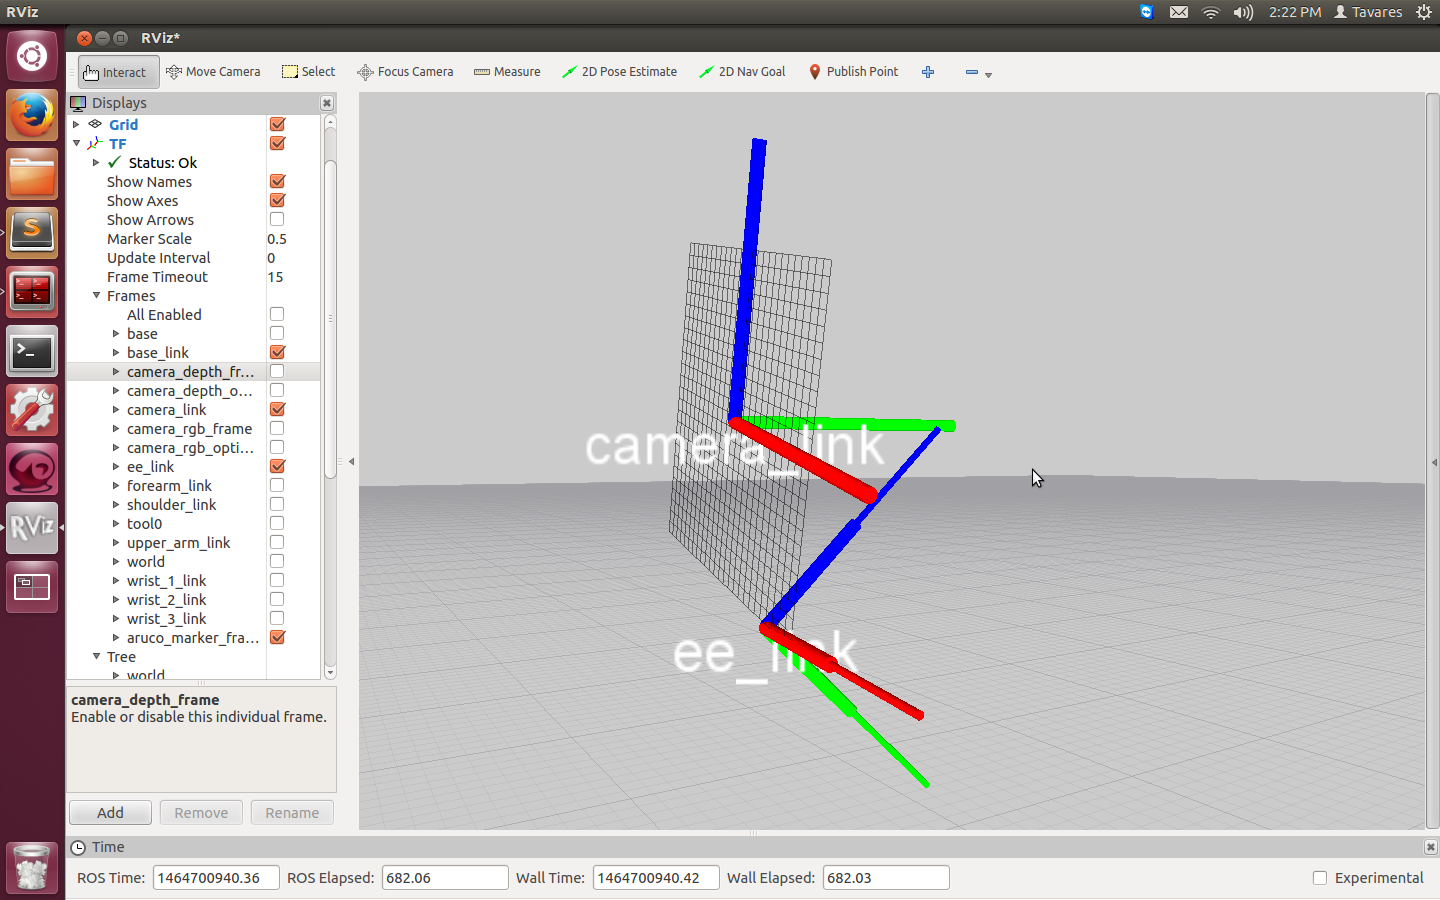 RViz
2:22 PM Tavares
RViz*
Interact Move Camera Select Focus Camera Measure 2D Pose Estimate 2D Nav Goal Publish Point
Displays
Grid
TF
Status: Ok
Show Names
Show Axes
Show Arrows
Marker Scale 0.5
Update Interval 0
Frame Timeout 15
Frames
All Enabled
base
base_link
camera_depth_fr...
camera_depth_o...
camera_link
camera_rgb_frame
camera_rgb_opti...
ee_link
forearm_link
shoulder_link
tool0
upper_arm_link
world
wrist_1_link
wrist_2_link
wrist_3_link
aruco_marker_fra...
Tree
world
camera_depth_frame
Enable or disable this individual frame.
Add Remove Rename
camera_link
ee_link
RViz
Time
ROS Time: 1464700940.36 ROS Elapsed: 682.06 Wall Time: 1464700940.42 Wall Elapsed: 682.03 Experimental